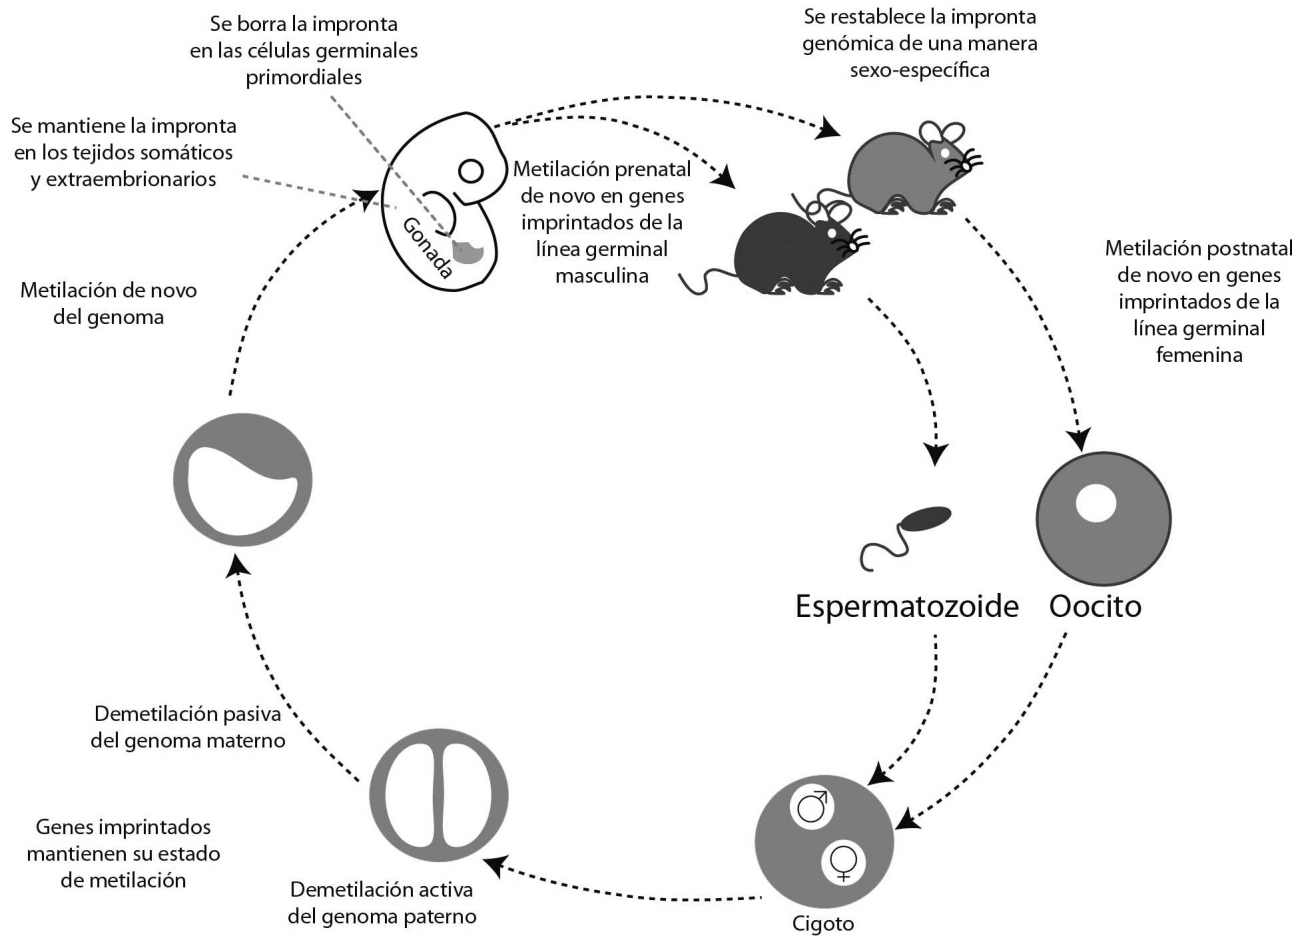 Se borra la impronta
en las células germinales
primordiales
Se restablece la impronta
genómica de una manera
sexo-específica
Se mantiene la impronta
en los tejidos somáticos
y extraembrionarios
Gonada
Metilación prenatal
de novo en genes
imprintados de la
línea germinal
masculina
Metilación postnatal
de novo en genes
imprintados de la
línea germinal
femenina
Metilación de novo
del genoma
Espermatozoide
Oocito
Demetilación pasiva
del genoma materno
Genes imprintados
mantienen su estado
de metilación
Demetilación activa
del genoma paterno
♂
♀
Cigoto